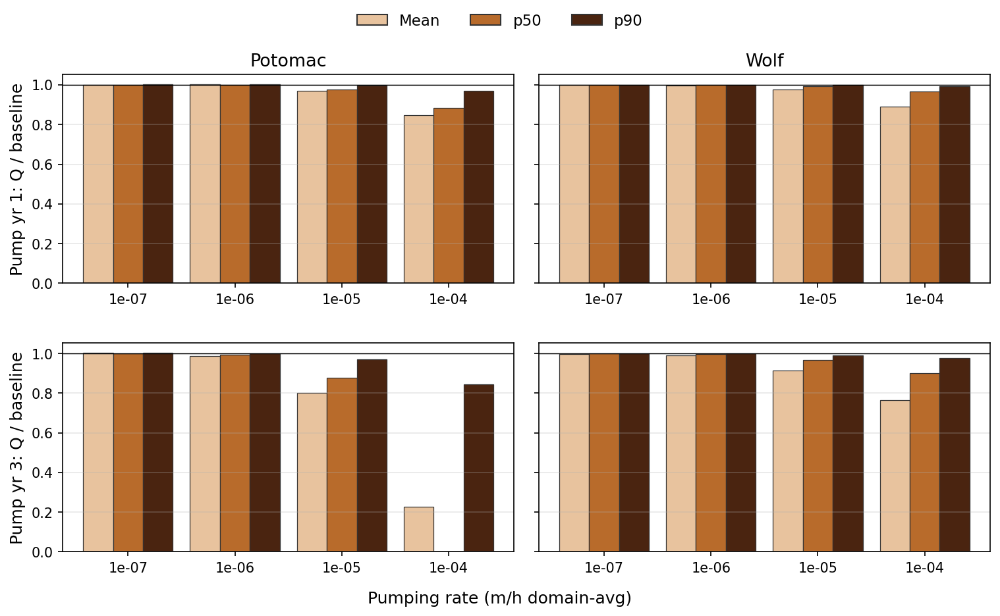 Mean p50 p90
Potomac
Wolf
Pump yr 1: Q / baseline
1.0
0.8
0.6
0.4
0.2
0.0
1e-07 1e-06 1e-05 1e-04
1e-07 1e-06 1e-05 1e-04
Pump yr 3: Q / baseline
1.0
0.8
0.6
0.4
0.2
0.0
1e-07 1e-06 1e-05 1e-04
1e-07 1e-06 1e-05 1e-04
Pumping rate (m/h domain-avg)